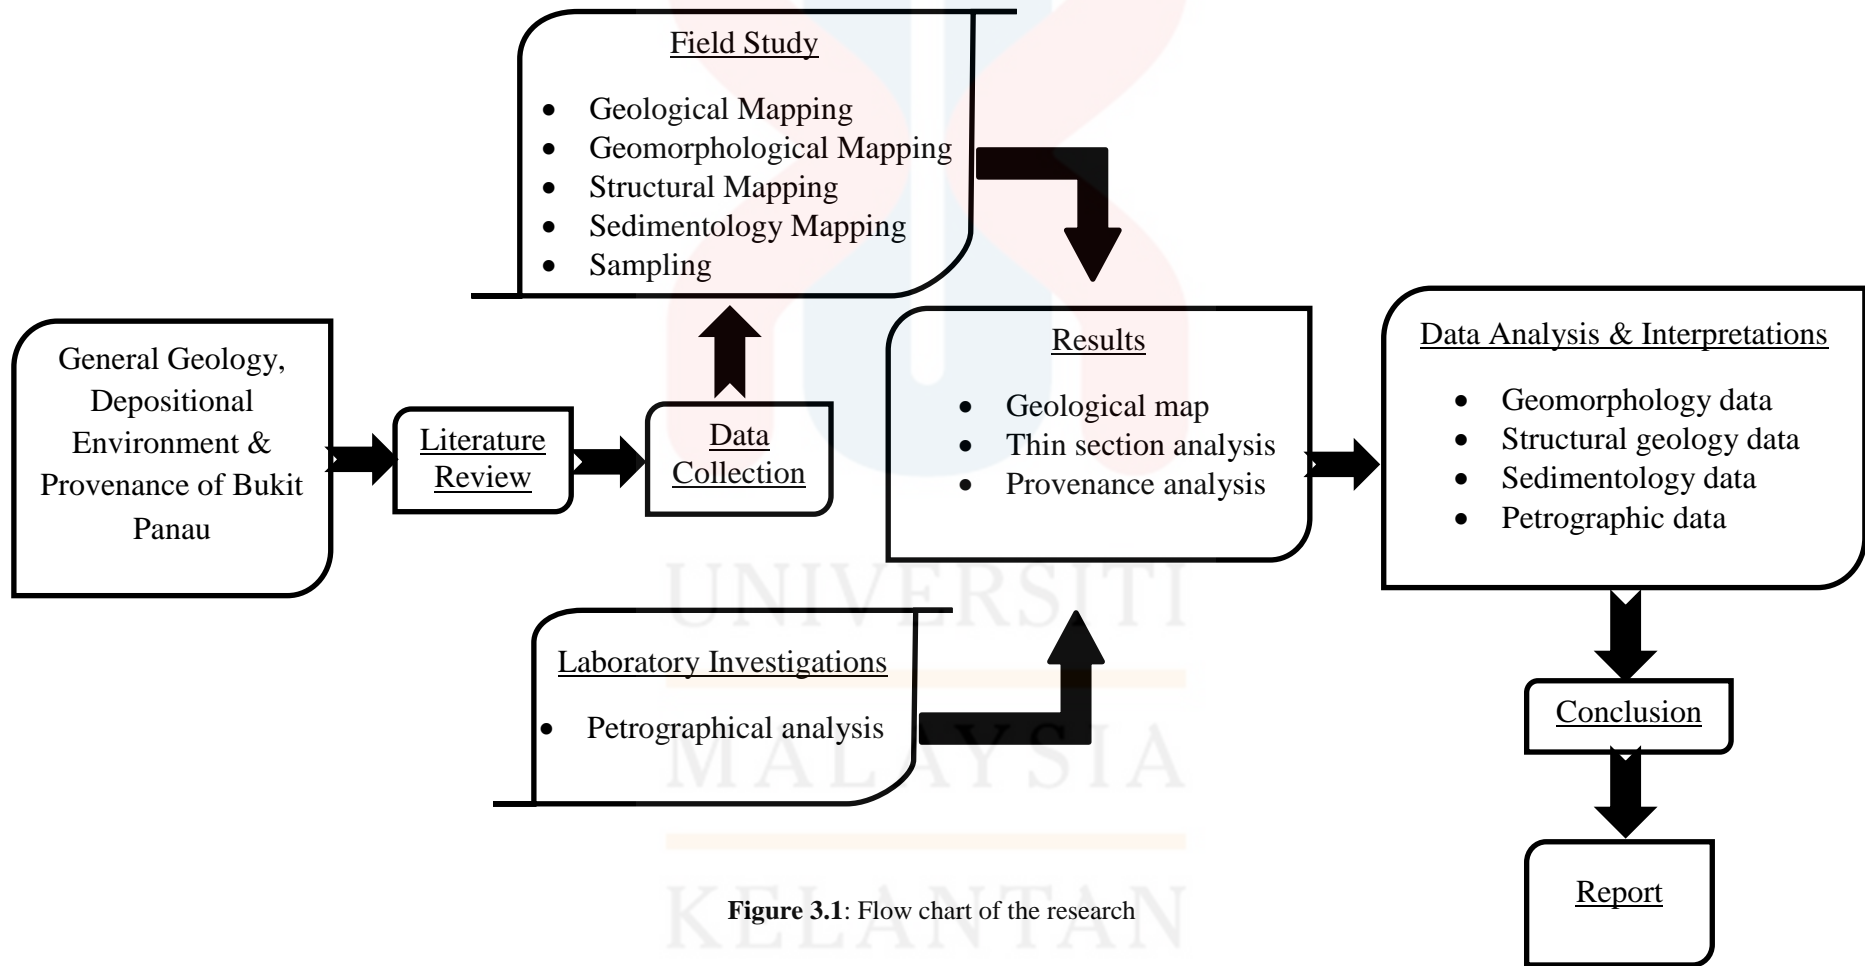 Field Study
• Geological Mapping
• Geomorphological Mapping
• Structural Mapping
• Sedimentology Mapping
• Sampling
General Geology,
Depositional
Environment &
Provenance of Bukit
Panau
Literature
Review
Data
Collection
Results
• Geological map
• Thin section analysis
• Provenance analysis
Data Analysis & Interpretations
• Geomorphology data
• Structural geology data
• Sedimentology data
• Petrographic data
Laboratory Investigations
• Petrographical analysis
Conclusion
Report
UNIVERSITI
MALAYSIA
KELANTAN
Figure 3.1: Flow chart of the research